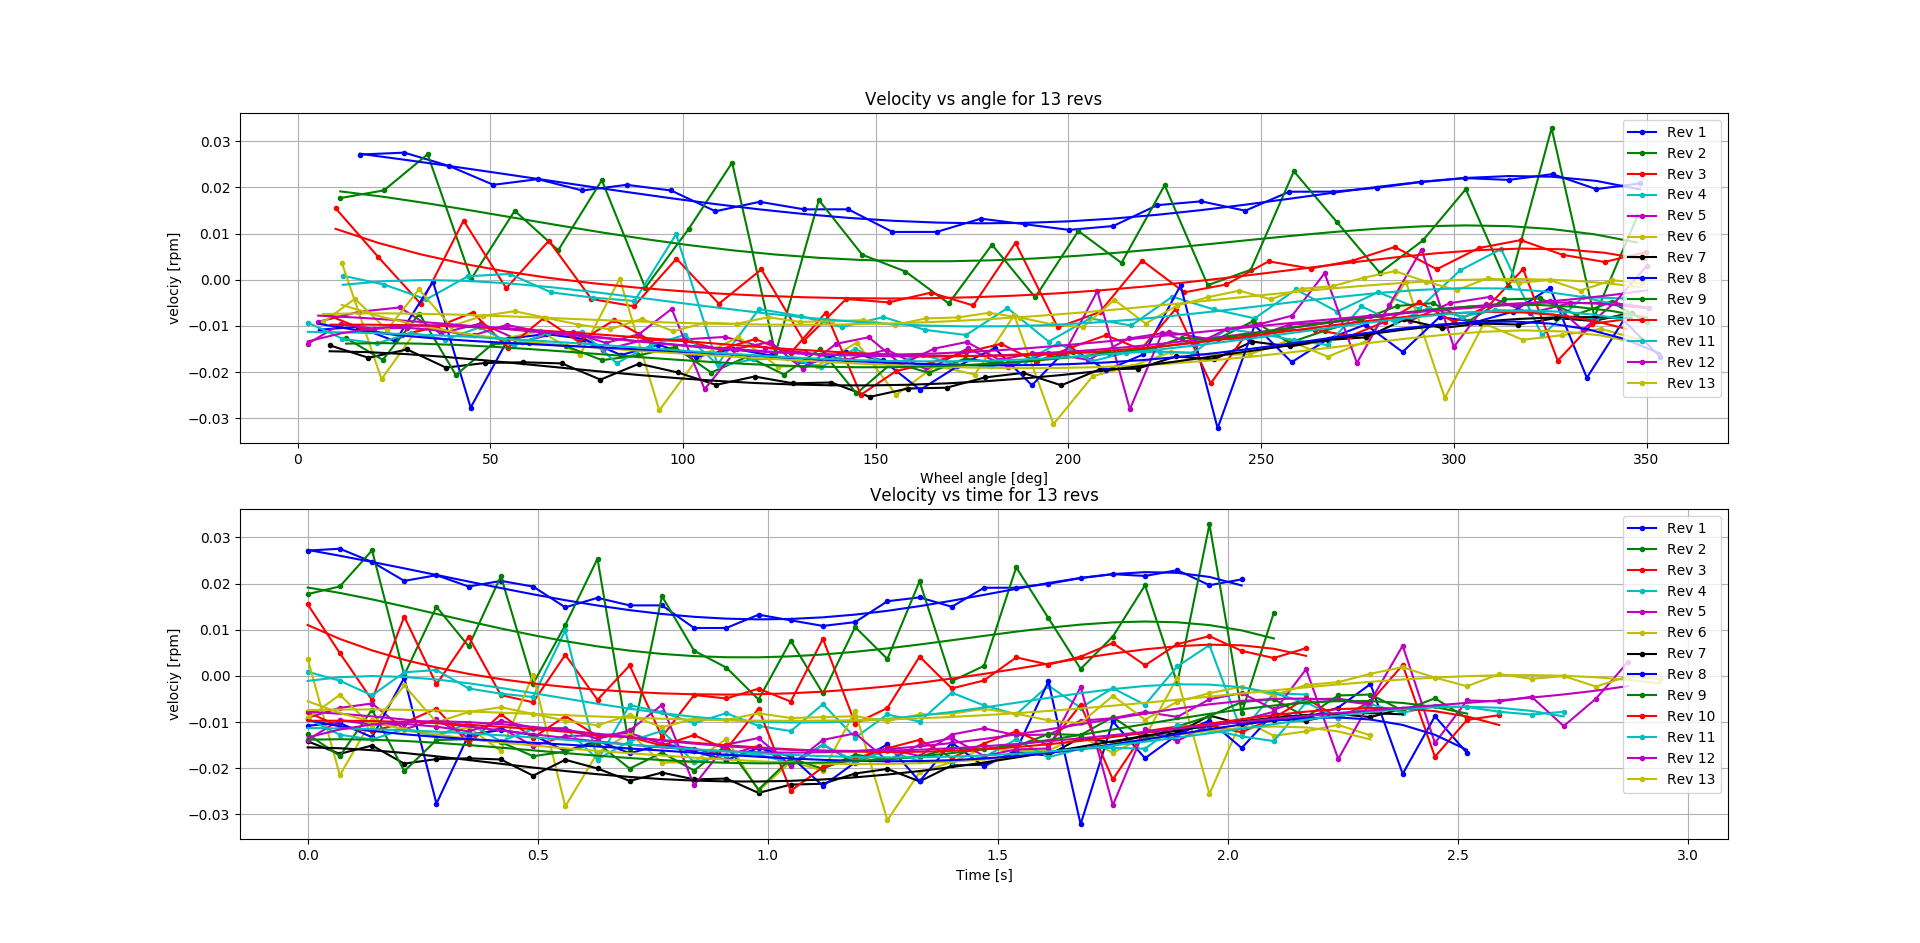 Velocity vs angle for 13 revs
velociy [rpm]
0.03
0.02
0.01
0.00
−0.01
−0.02
−0.03
0 50 100 150 200 250 300 350
Wheel angle [deg]
Rev 1
Rev 2
Rev 3
Rev 4
Rev 5
Rev 6
Rev 7
Rev 8
Rev 9
Rev 10
Rev 11
Rev 12
Rev 13
Velocity vs time for 13 revs
velociy [rpm]
0.03
0.02
0.01
0.00
−0.01
−0.02
−0.03
0.0 0.5 1.0 1.5 2.0 2.5 3.0
Time [s]
Rev 1
Rev 2
Rev 3
Rev 4
Rev 5
Rev 6
Rev 7
Rev 8
Rev 9
Rev 10
Rev 11
Rev 12
Rev 13